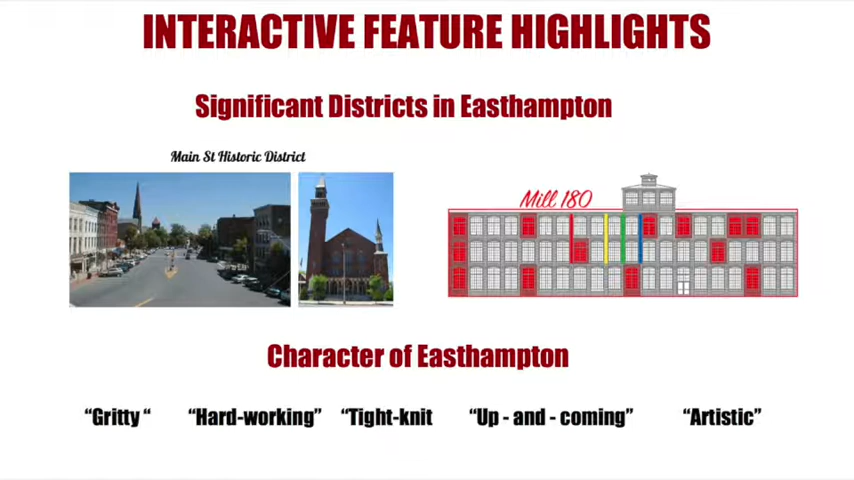 INTERACTIVE FEATURE HIGHLIGHTS
Significant Districts in Easthampton
Main St Historic District
Mill 180
Character of Easthampton
“Gritty “ “Hard-working” “Tight-knit “Up - and - coming” “Artistic”